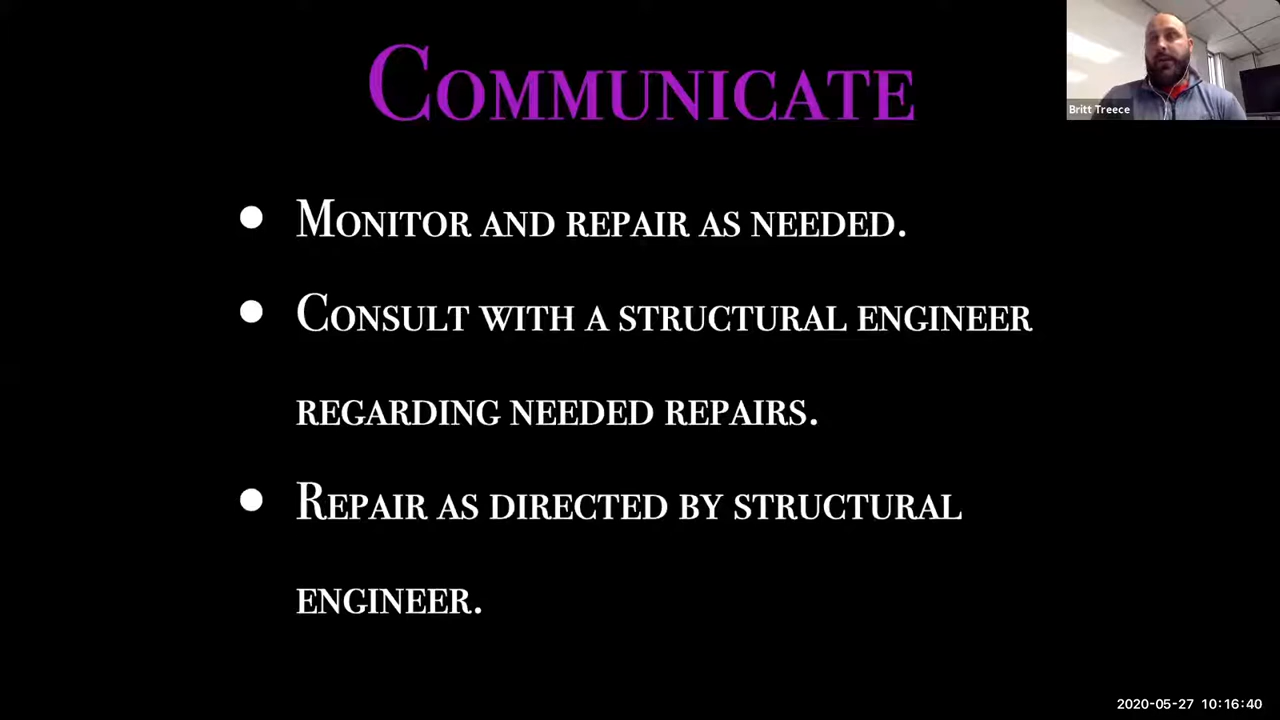 Communicate
Britt Treece
• Monitor and repair as needed.
• Consult with a structural engineer
regarding needed repairs.
• Repair as directed by structural
engineer.
2020-05-27 10:16:40